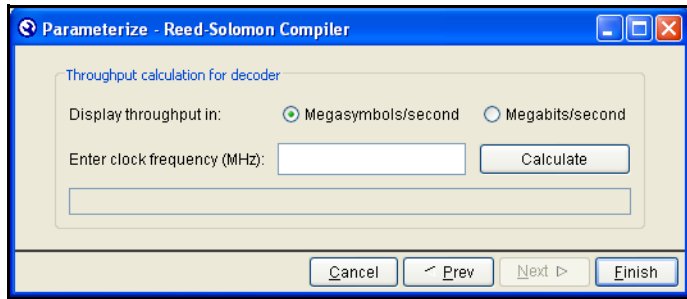 Parameterize - Reed-Solomon Compiler
Throughput calculation for decoder
Display throughput in: Megasymbols/second Megabits/second
Enter clock frequency (MHz): Calculate
Cancel Prev Next Finish